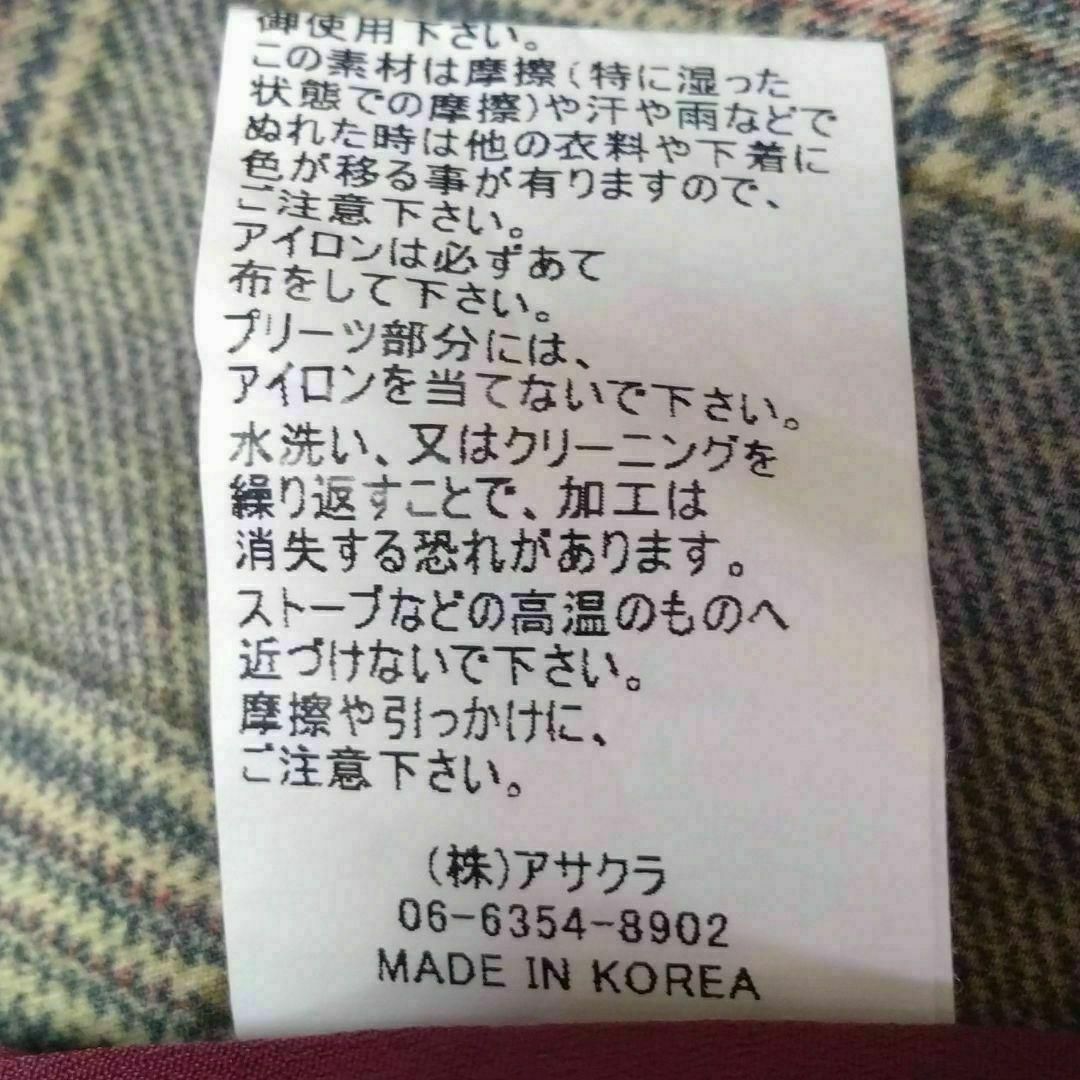 御使用下さい。
この素材は摩擦(特に湿った
状態での摩擦)や汗や雨などで
ぬれた時は他の衣料や下着に
色が移る事が有りますので、
ご注意下さい。
アイロンは必ずあて
布をして下さい。
プリーツ部分には、
アイロンを当てないで下さい。
水洗い、又はクリーニングを
繰り返すことで、加工は
消失する恐れがあります。
ストーブなどの高温のものへ
近づけないで下さい。
摩擦や引っかけに、
ご注意下さい。
(株)アサクラ
06-6354-8902
MADE IN KOREA